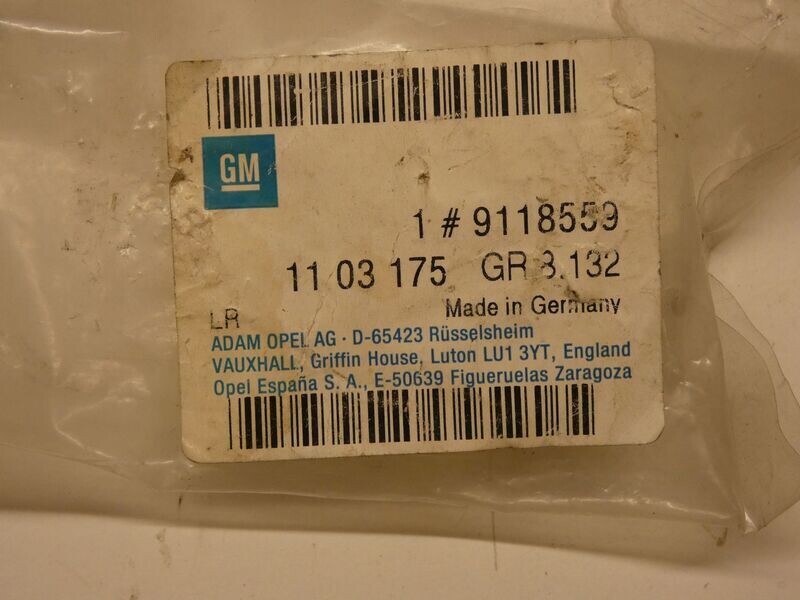 GM
1 # 9118559
11 03 175 GR 8.132
Made in Germany
LR
ADAM OPEL AG · D-65423 Rüsselsheim
VAUXHALL, Griffin House, Luton LU1 3YT, England
Opel España S. A., E-50639 Figueruelas Zaragoza